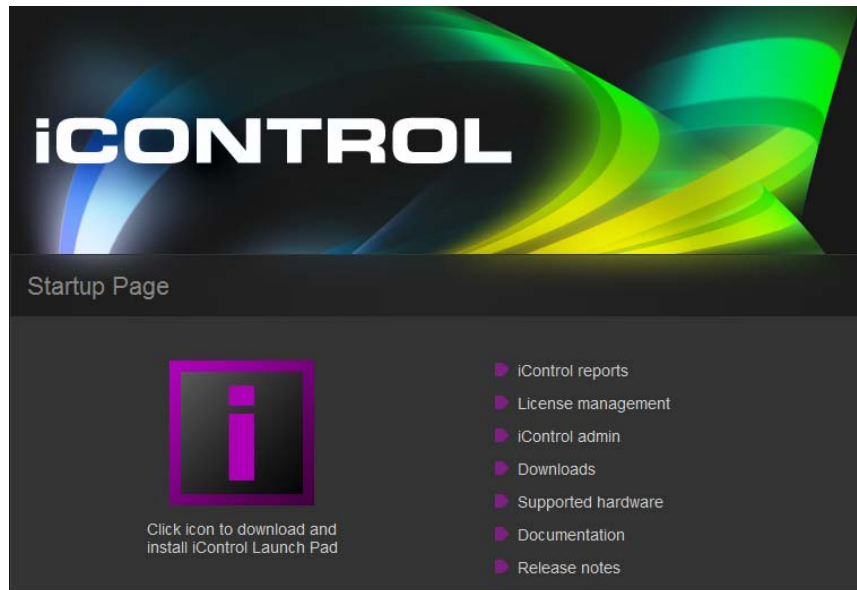 iCONTROL
Startup Page
i
Click icon to download and
install iControl Launch Pad
iControl reports
License management
iControl admin
Downloads
Supported hardware
Documentation
Release notes